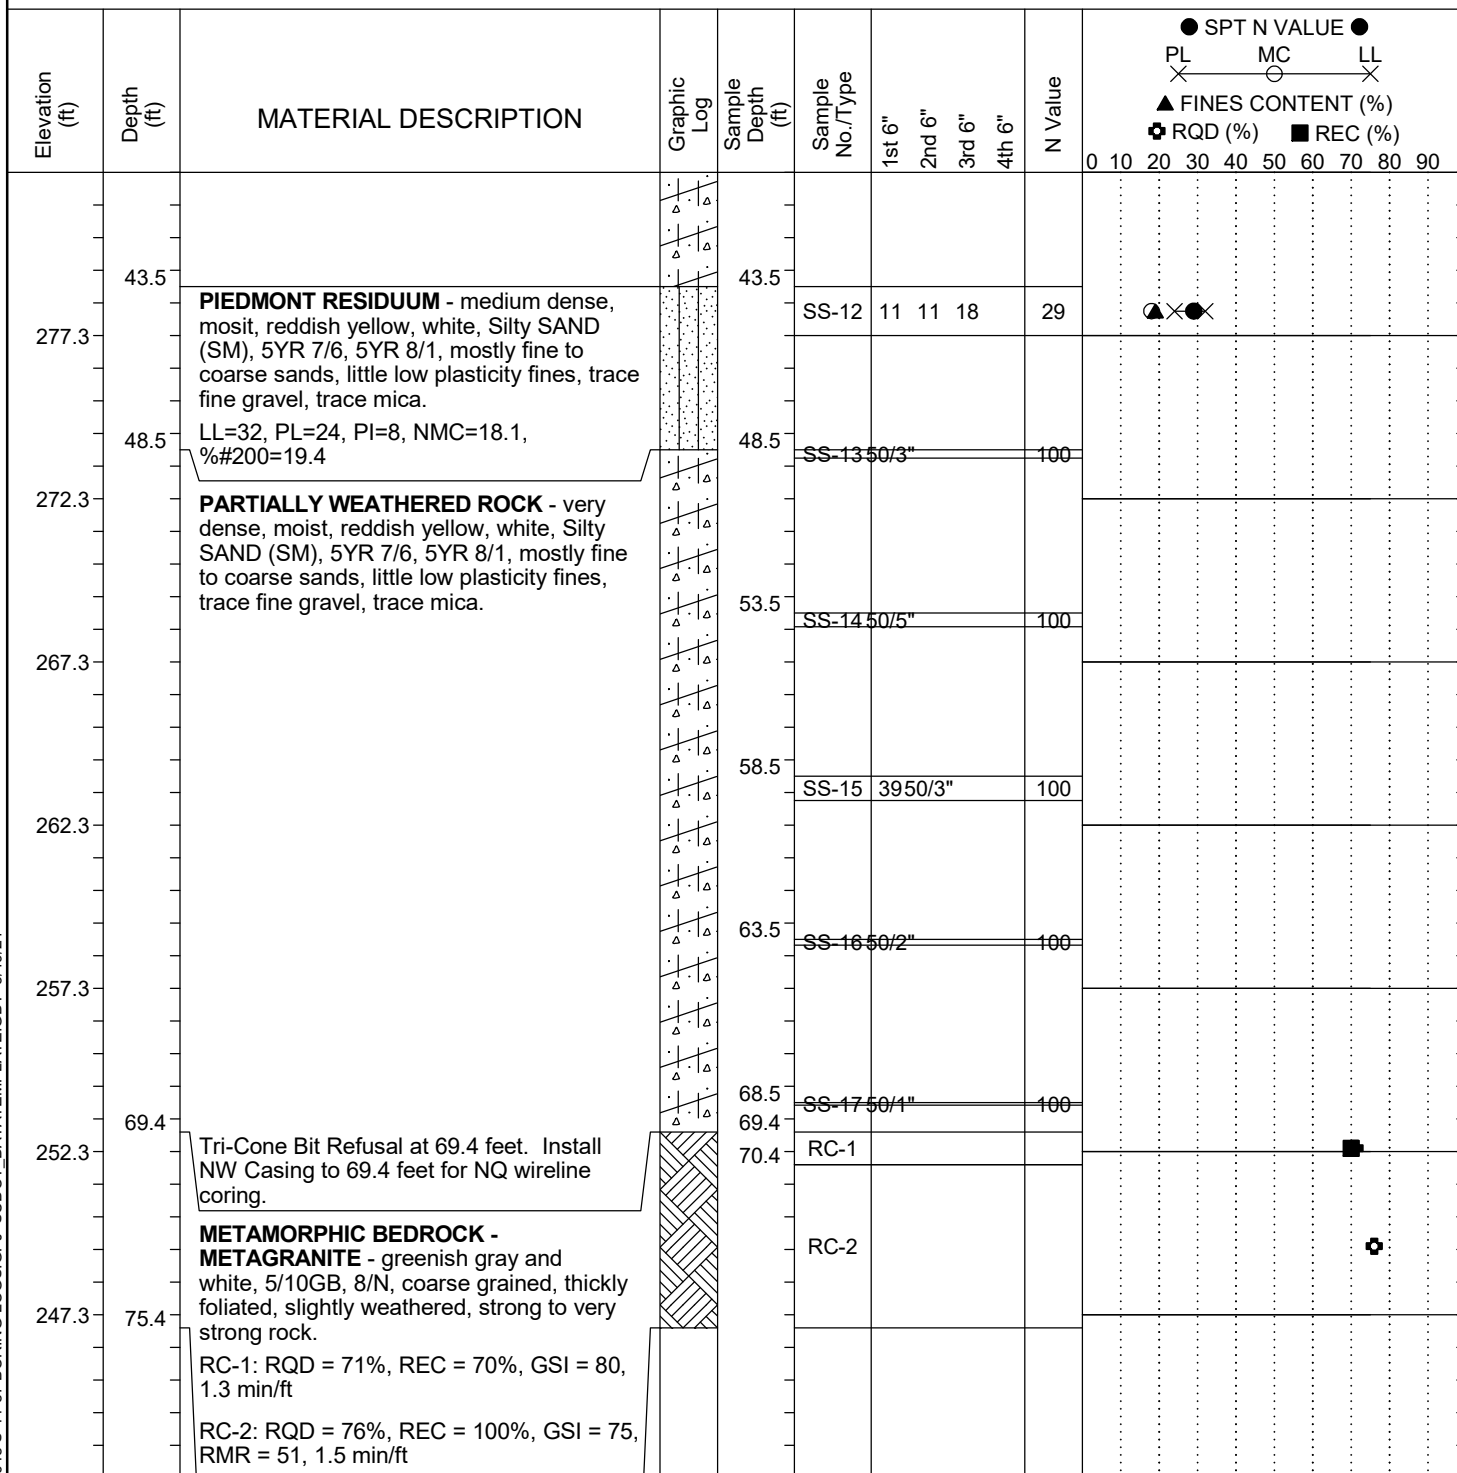 ● SPT N VALUE ●
PL MC LL
▲ FINES CONTENT (%)
RQD (%) ■ REC (%)
Elevation (ft)
Depth (ft)
MATERIAL DESCRIPTION
Graphic Log
Sample Depth (ft)
Sample No./Type
1st 6"
2nd 6"
3rd 6"
4th 6"
N Value
0 10 20 30 40 50 60 70 80 90
43.5 43.5
PIEDMONT RESIDUUM - medium dense,
mosit, reddish yellow, white, Silty SAND
(SM), 5YR 7/6, 5YR 8/1, mostly fine to
coarse sands, little low plasticity fines, trace
fine gravel, trace mica.
LL=32, PL=24, PI=8, NMC=18.1,
%#200=19.4
SS-12 11 11 18 29
277.3
48.5 48.5
SS-13 50/3" 100
272.3
PARTIALLY WEATHERED ROCK - very
dense, moist, reddish yellow, white, Silty
SAND (SM), 5YR 7/6, 5YR 8/1, mostly fine
to coarse sands, little low plasticity fines,
trace fine gravel, trace mica.
53.5
SS-14 50/5" 100
267.3
58.5
SS-15 39 50/3" 100
262.3
63.5
SS-16 50/2" 100
257.3
68.5
SS-17 50/1" 100
69.4 69.4
Tri-Cone Bit Refusal at 69.4 feet. Install
NW Casing to 69.4 feet for NQ wireline
coring.
252.3 70.4 RC-1
METAMORPHIC BEDROCK -
METAGRANITE - greenish gray and
white, 5/10GB, 8/N, coarse grained, thickly
foliated, slightly weathered, strong to very
strong rock.
RC-2
247.3 75.4
RC-1: RQD = 71%, REC = 70%, GSI = 80,
1.3 min/ft
RC-2: RQD = 76%, REC = 100%, GSI = 75,
RMR = 51, 1.5 min/ft